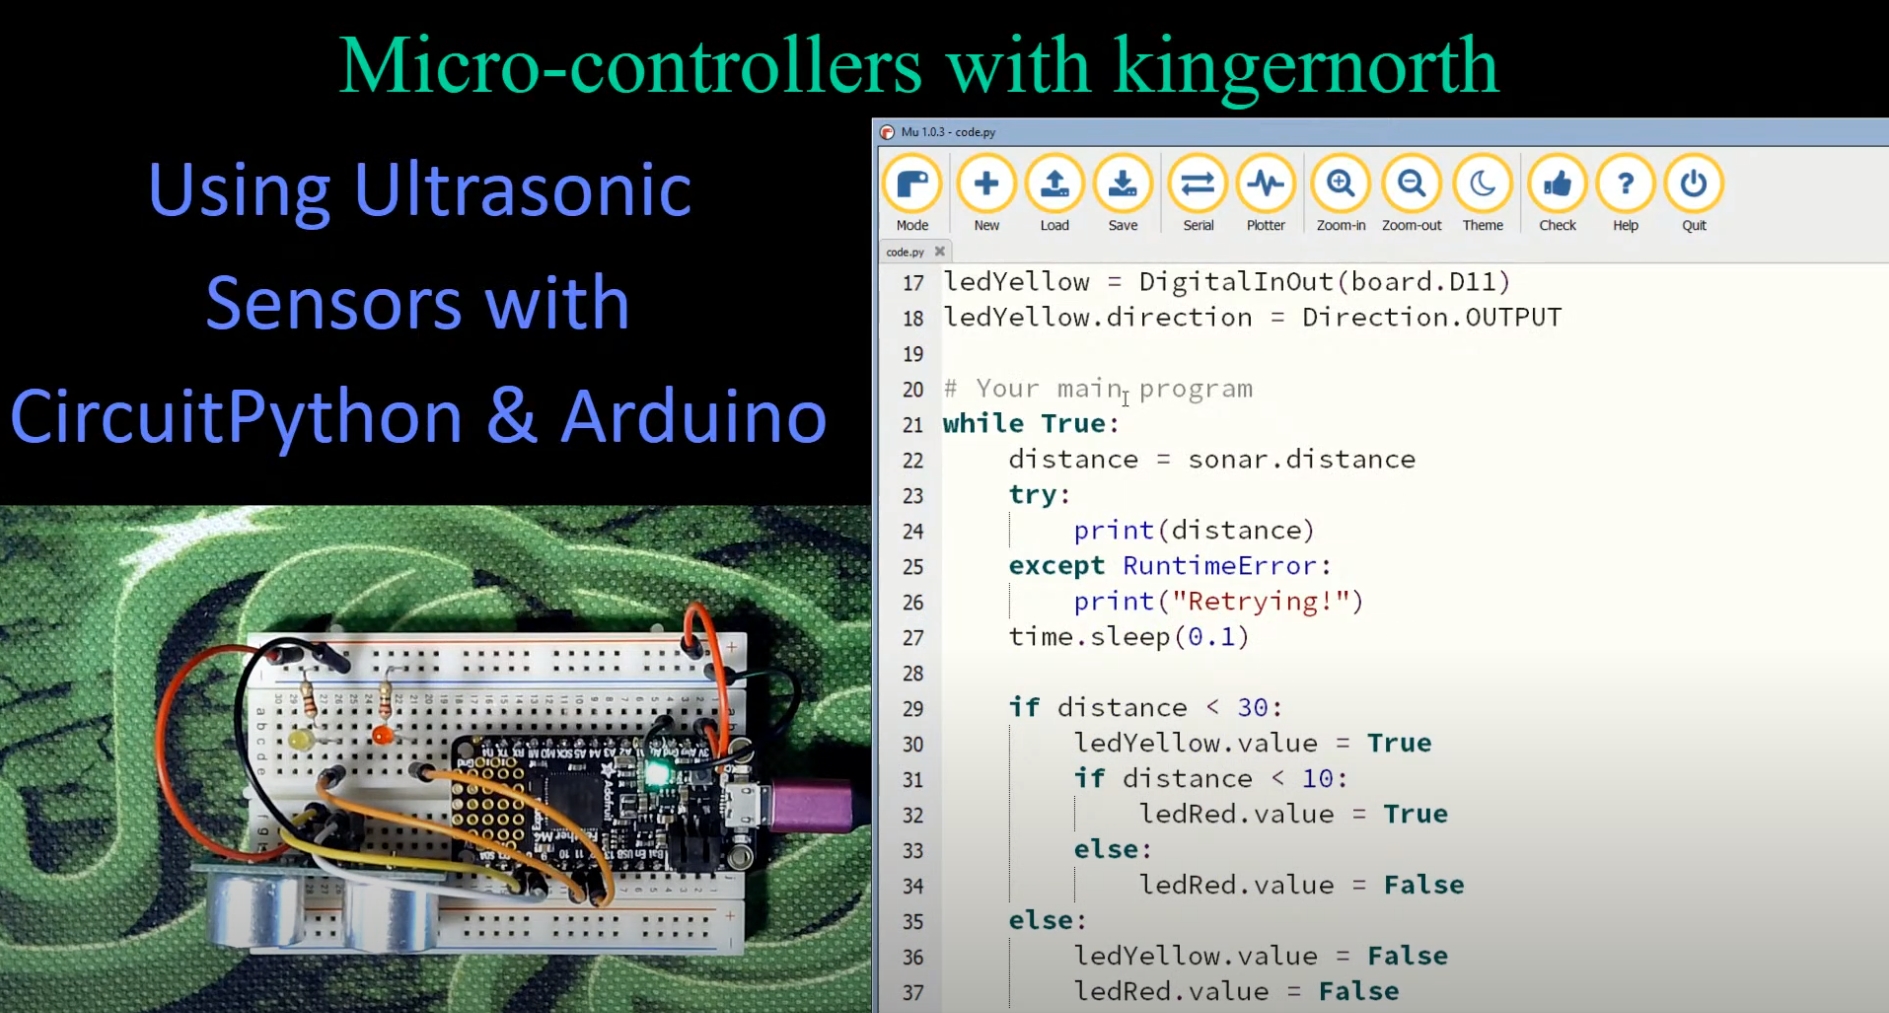 Micro-controllers with kingernorth
Using Ultrasonic
Sensors with
CircuitPython & Arduino
Mu 1.0.3 - code.py
Mode New Load Save Serial Plotter Zoom-in Zoom-out Theme Check Help Quit
code.py
17 ledYellow = DigitalInOut(board.D11)
18 ledYellow.direction = Direction.OUTPUT
19
20 # Your main program
21 while True:
22     distance = sonar.distance
23     try:
24         print(distance)
25     except RuntimeError:
26         print("Retrying!")
27     time.sleep(0.1)
28
29     if distance < 30:
30         ledYellow.value = True
31         if distance < 10:
32             ledRed.value = True
33         else:
34             ledRed.value = False
35     else:
36         ledYellow.value = False
37         ledRed.value = False
Adafruit
Feather
M4 Express